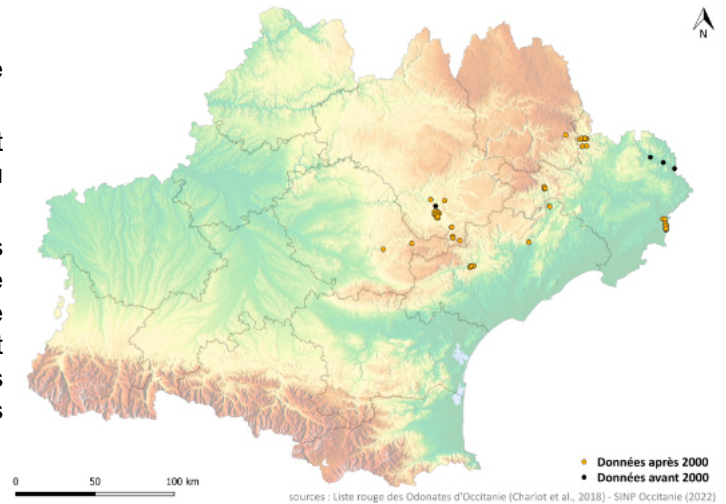 N
Données après 2000
Données avant 2000
0 50 100 km
sources : Liste rouge des Odonates d'Occitanie (Charlot et al., 2018) - SINP Occitanie (2022)